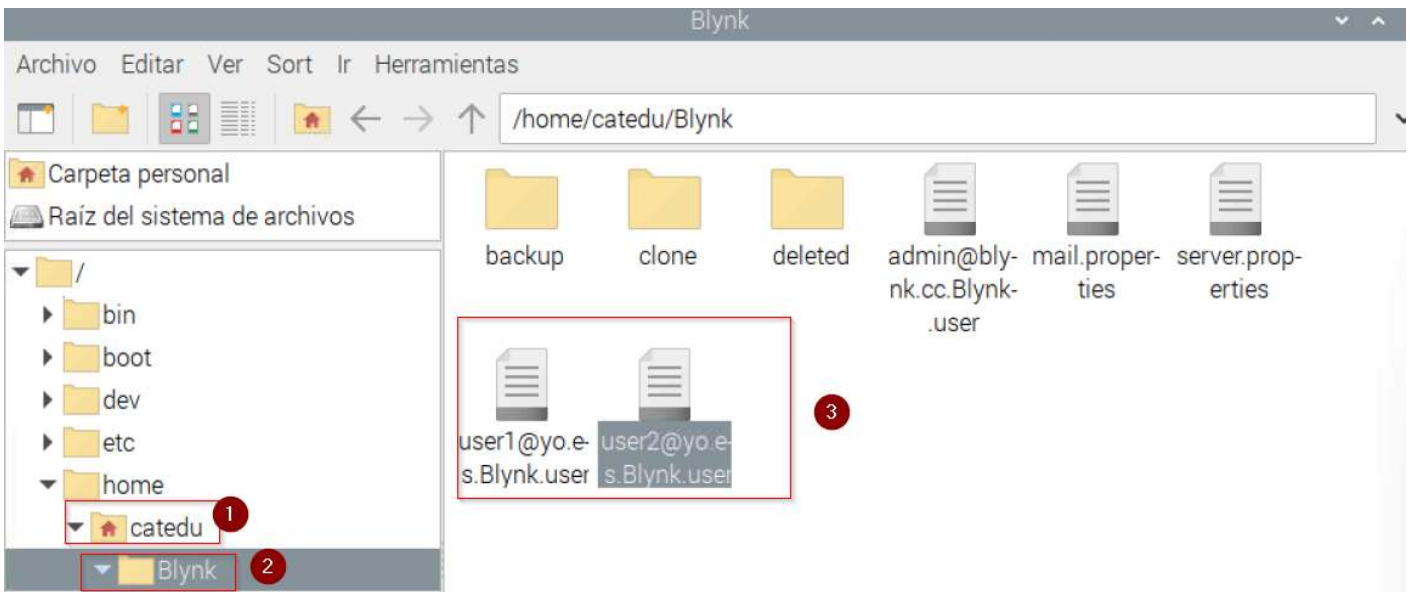 Blynk
Archivo Editar Ver Sort Ir Herramientas
/home/catedu/Blynk
Carpeta personal
Raíz del sistema de archivos
/
bin
boot
dev
etc
home
catedu
1
Blynk
2
backup
clone
deleted
admin@bly-
nk.cc.Blynk-
.user
mail.proper-
ties
server.prop-
erties
user1@yo.e-
s.Blynk.user
user2@yo.e-
s.Blynk.user
3